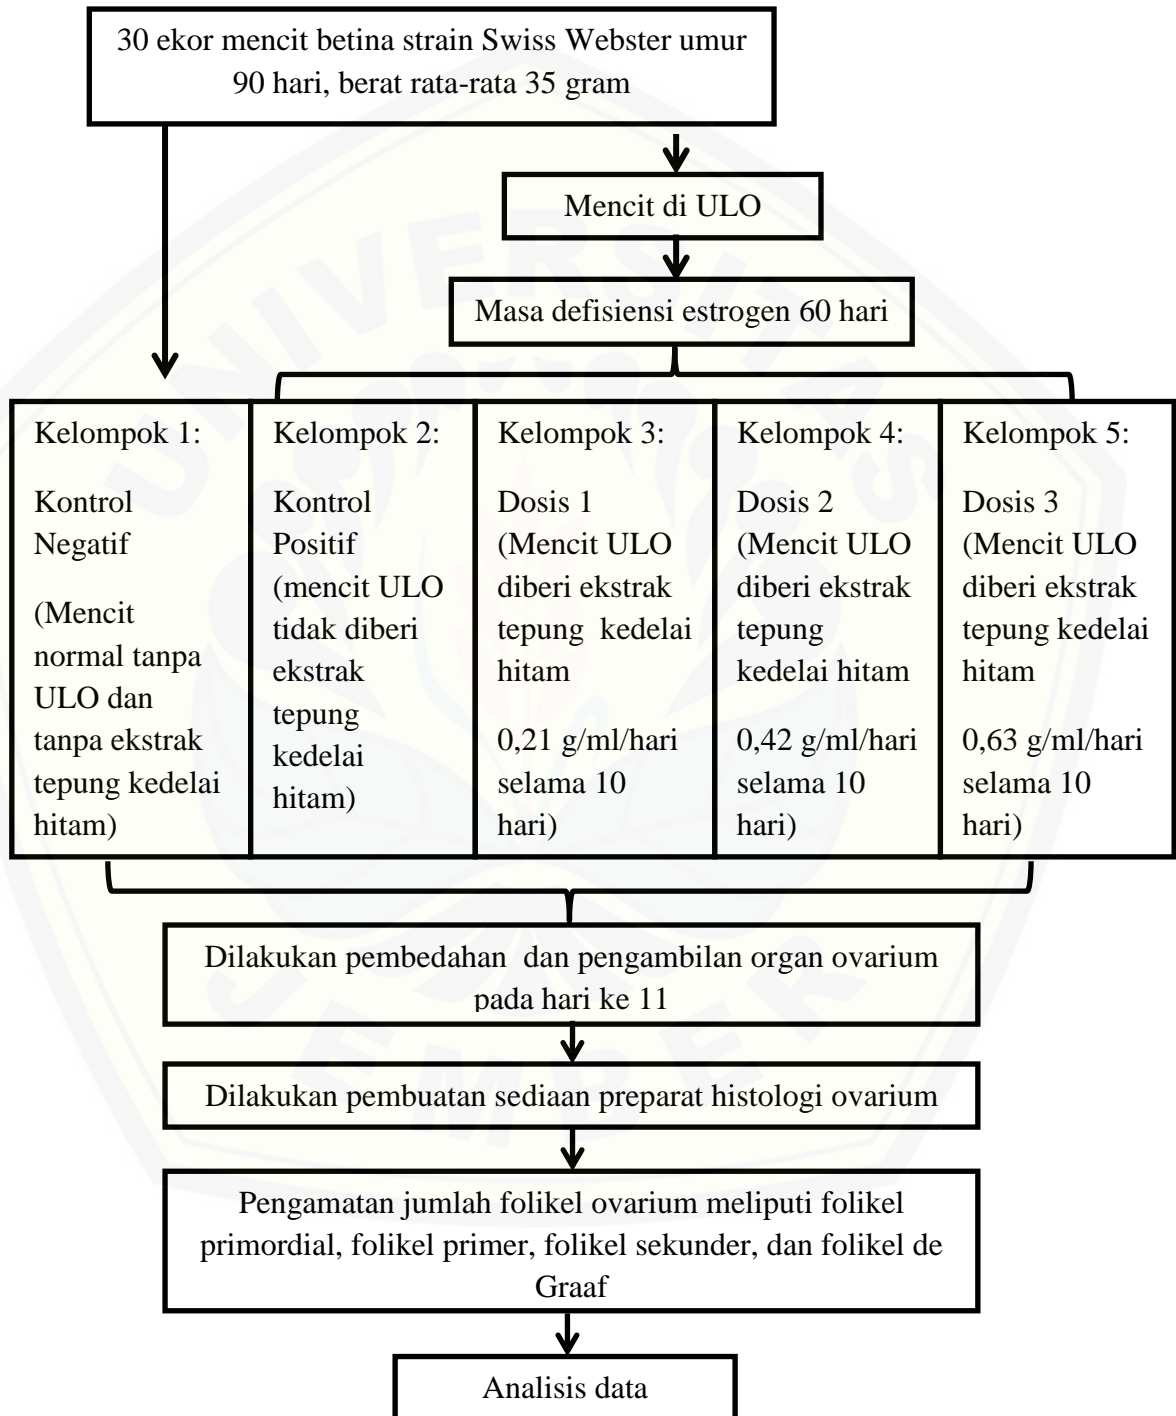 30 ekor mencit betina strain Swiss Webster umur
90 hari, berat rata-rata 35 gram
Mencit di ULO
Masa defisiensi estrogen 60 hari
Kelompok 1:
Kontrol
Negatif
(Mencit
normal tanpa
ULO dan
tanpa ekstrak
tepung kedelai
hitam)
Kelompok 2:
Kontrol
Positif
(mencit ULO
tidak diberi
ekstrak
tepung
kedelai
hitam)
Kelompok 3:
Dosis 1
(Mencit ULO
diberi ekstrak
tepung kedelai
hitam
0,21 g/ml/hari
selama 10
hari)
Kelompok 4:
Dosis 2
(Mencit ULO
diberi ekstrak
tepung
kedelai hitam
0,42 g/ml/hari
selama 10
hari)
Kelompok 5:
Dosis 3
(Mencit ULO
diberi ekstrak
tepung kedelai
hitam
0,63 g/ml/hari
selama 10
hari)
Dilakukan pembedahan dan pengambilan organ ovarium
pada hari ke 11
Dilakukan pembuatan sediaan preparat histologi ovarium
Pengamatan jumlah folikel ovarium meliputi folikel
primordial, folikel primer, folikel sekunder, dan folikel de
Graaf
Analisis data
UNIVERSITAS
JEMBER